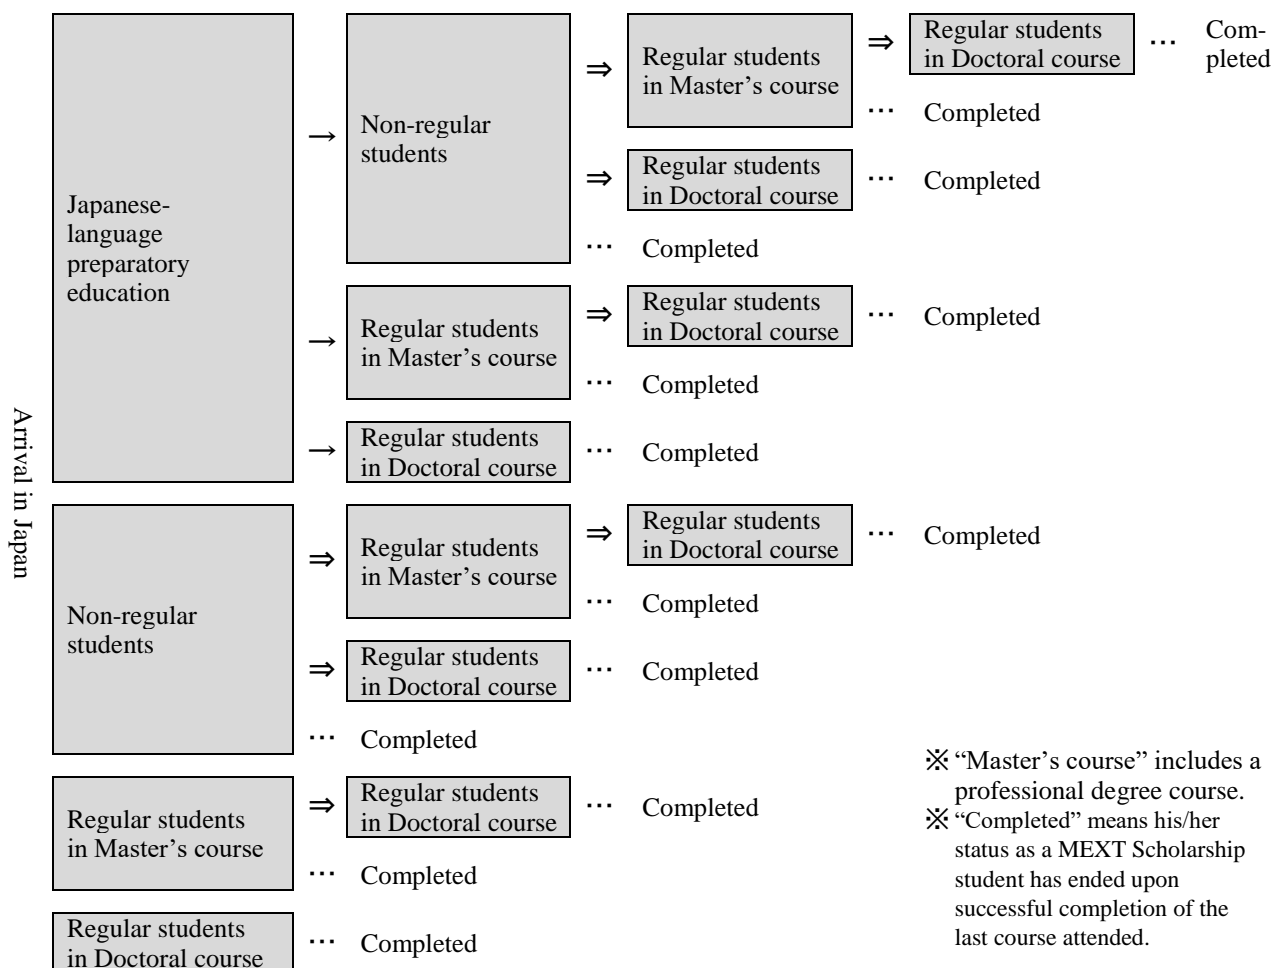 Arrival in Japan
Japanese-
language
preparatory
education
→
Non-regular
students
⇒
Regular students
in Master's course
⇒
Regular students
in Doctoral course
…
Com-
pleted
… Completed
⇒
Regular students
in Doctoral course
… Completed
… Completed
→
Regular students
in Master's course
⇒
Regular students
in Doctoral course
… Completed
… Completed
→
Regular students
in Doctoral course
… Completed
Non-regular
students
⇒
Regular students
in Master's course
⇒
Regular students
in Doctoral course
… Completed
… Completed
⇒
Regular students
in Doctoral course
… Completed
… Completed
Regular students
in Master's course
⇒
Regular students
in Doctoral course
… Completed
… Completed
Regular students
in Doctoral course
… Completed
※ “Master's course” includes a
professional degree course.
※ “Completed” means his/her
status as a MEXT Scholarship
student has ended upon
successful completion of the
last course attended.